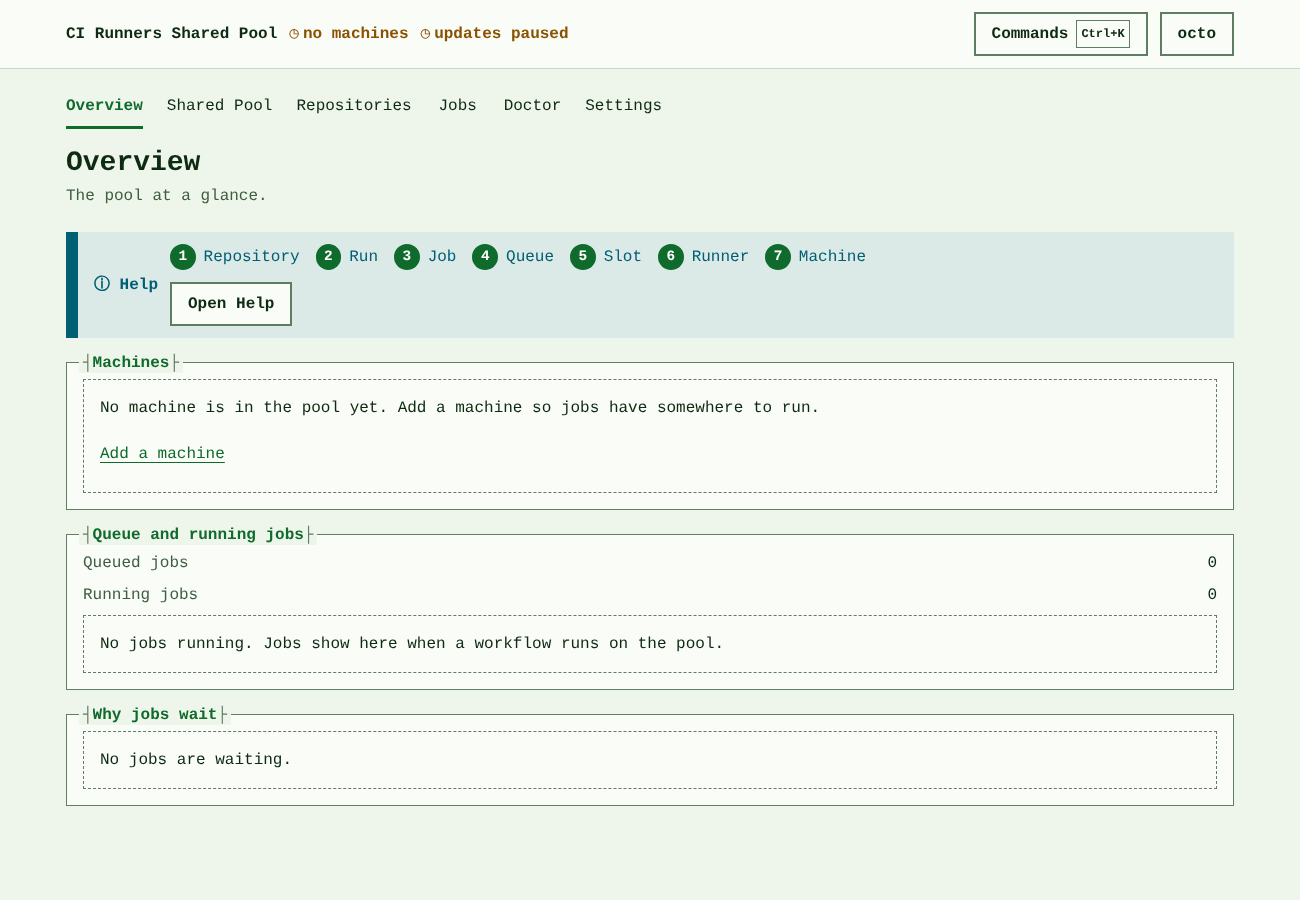 CI Runners Shared Pool ◷ no machines ◷ updates paused Commands Ctrl+K octo
Overview Shared Pool Repositories Jobs Doctor Settings
Overview
The pool at a glance.
ⓘ Help
1 Repository 2 Run 3 Job 4 Queue 5 Slot 6 Runner 7 Machine
Open Help
┤Machines├
No machine is in the pool yet. Add a machine so jobs have somewhere to run.
Add a machine
┤Queue and running jobs├
Queued jobs 0
Running jobs 0
No jobs running. Jobs show here when a workflow runs on the pool.
┤Why jobs wait├
No jobs are waiting.